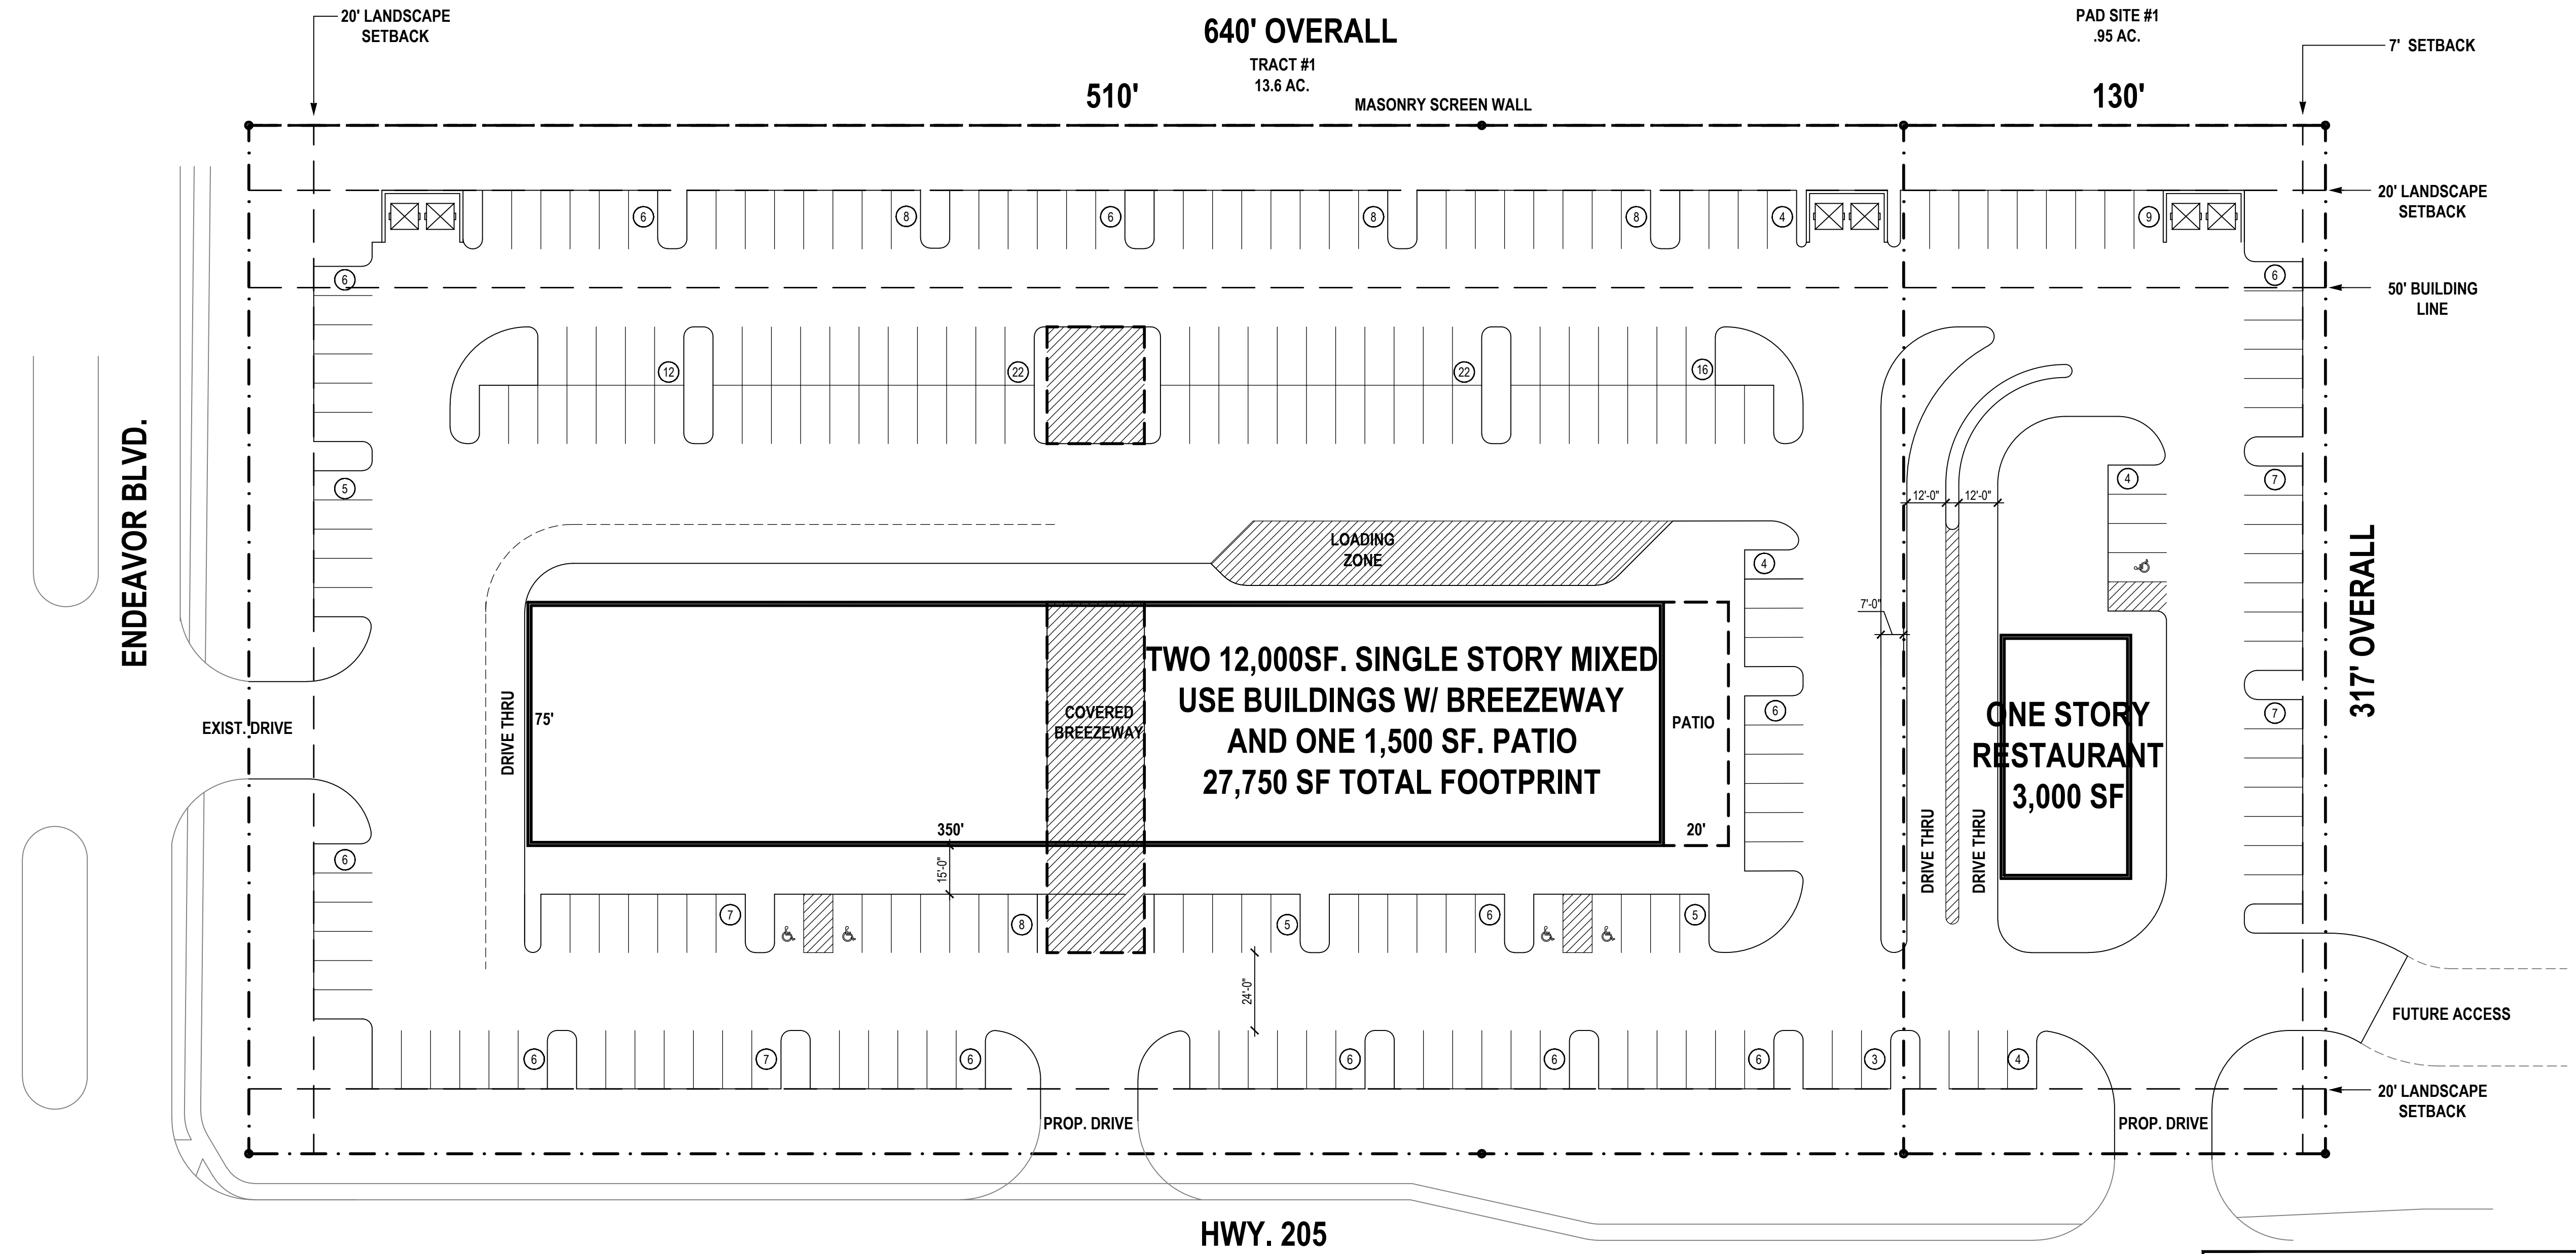 20' LANDSCAPE
SETBACK
640' OVERALL
TRACT #1
13.6 AC.
PAD SITE #1
.95 AC.
7' SETBACK
510'
MASONRY SCREEN WALL
130'
20' LANDSCAPE
SETBACK
6
8
6
8
8
4
9
6
6
50' BUILDING
LINE
12
22
22
16
ENDEAVOR BLVD.
5
4
7
12'-0"
12'-0"
LOADING
ZONE
4
7'-0"
317' OVERALL
EXIST. DRIVE
DRIVE THRU
75'
COVERED
BREEZEWAY
TWO 12,000SF. SINGLE STORY MIXED
USE BUILDINGS W/ BREEZEWAY
AND ONE 1,500 SF. PATIO
27,750 SF TOTAL FOOTPRINT
PATIO
6
ONE STORY
RESTAURANT
3,000 SF
7
350'
20'
15'-0"
DRIVE THRU
DRIVE THRU
6
7
8
5
6
5
24'-0"
FUTURE ACCESS
6
7
6
6
6
6
3
4
20' LANDSCAPE
SETBACK
PROP. DRIVE
PROP. DRIVE
HWY. 205